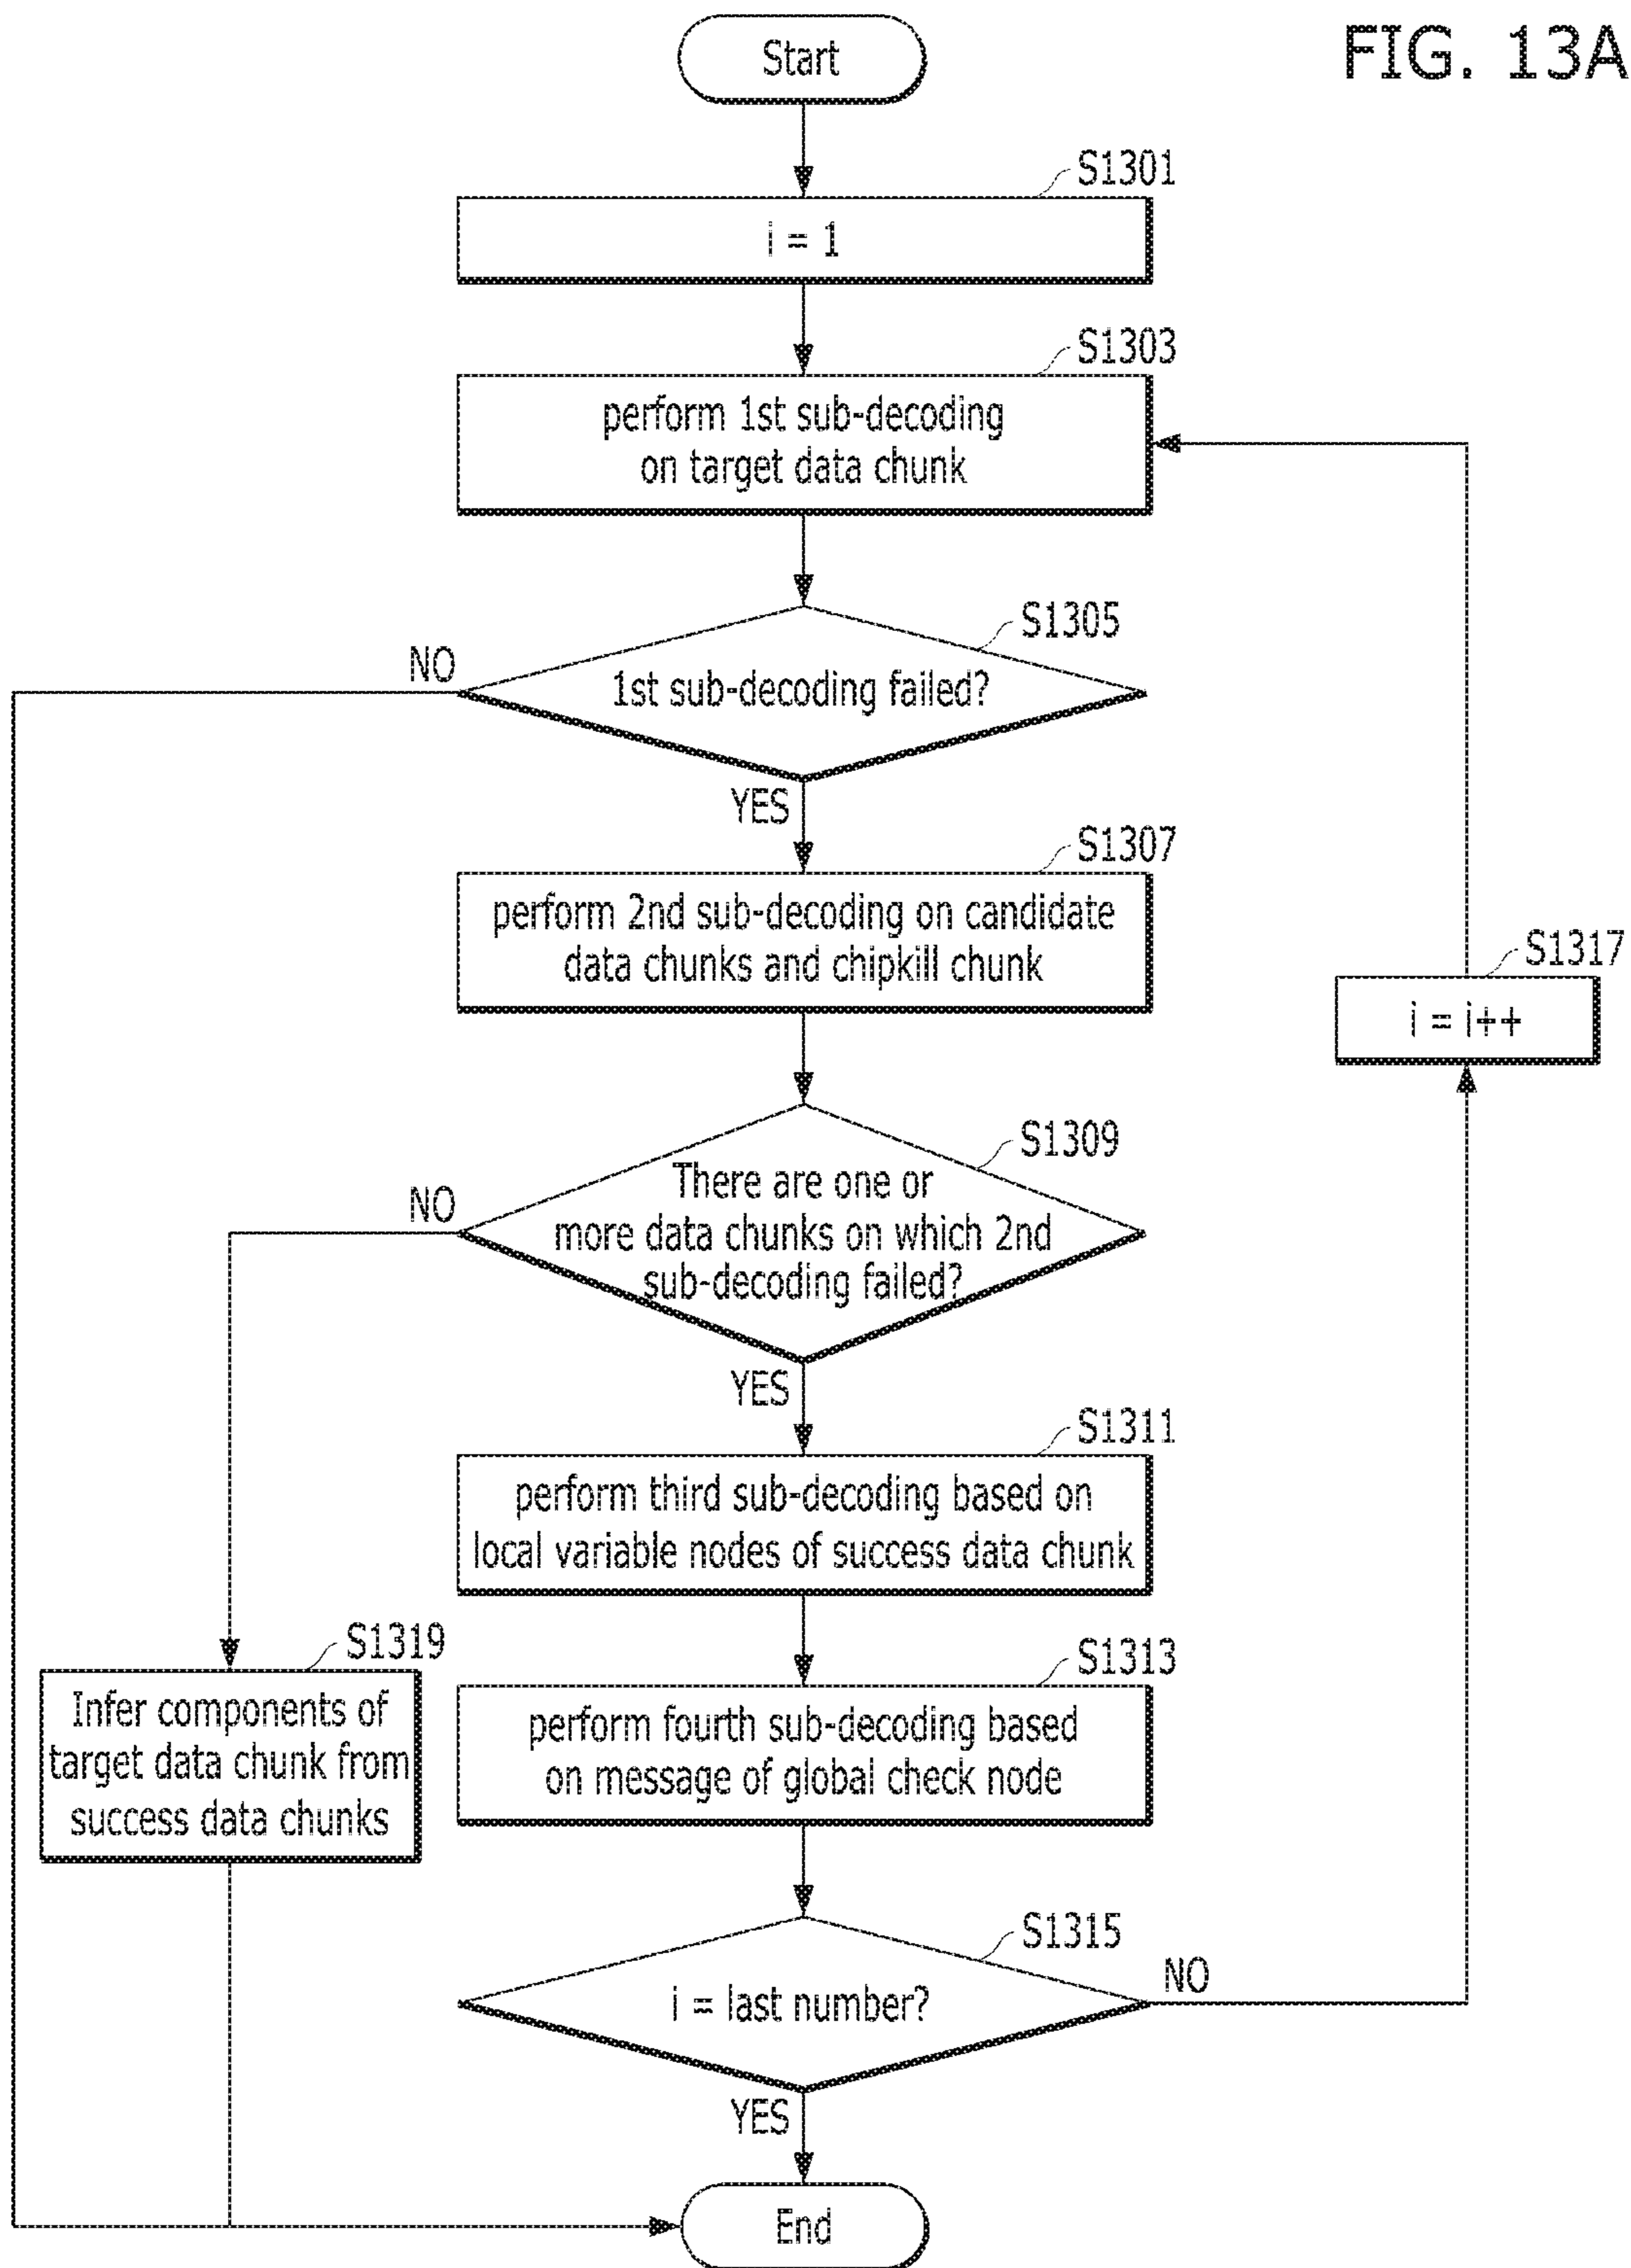 FIG. 13A
Start
S1301
i = 1
S1303
perform 1st sub-decoding
on target data chunk
S1305
NO
1st sub-decoding failed?
YES
S1307
perform 2nd sub-decoding on candidate
data chunks and chipkill chunk
S1317
i = i++
S1309
NO
There are one or
more data chunks on which 2nd
sub-decoding failed?
YES
S1311
perform third sub-decoding based on
local variable nodes of success data chunk
S1319
Infer components of
target data chunk from
success data chunks
S1313
perform fourth sub-decoding based
on message of global check node
S1315
NO
i = last number?
YES
End